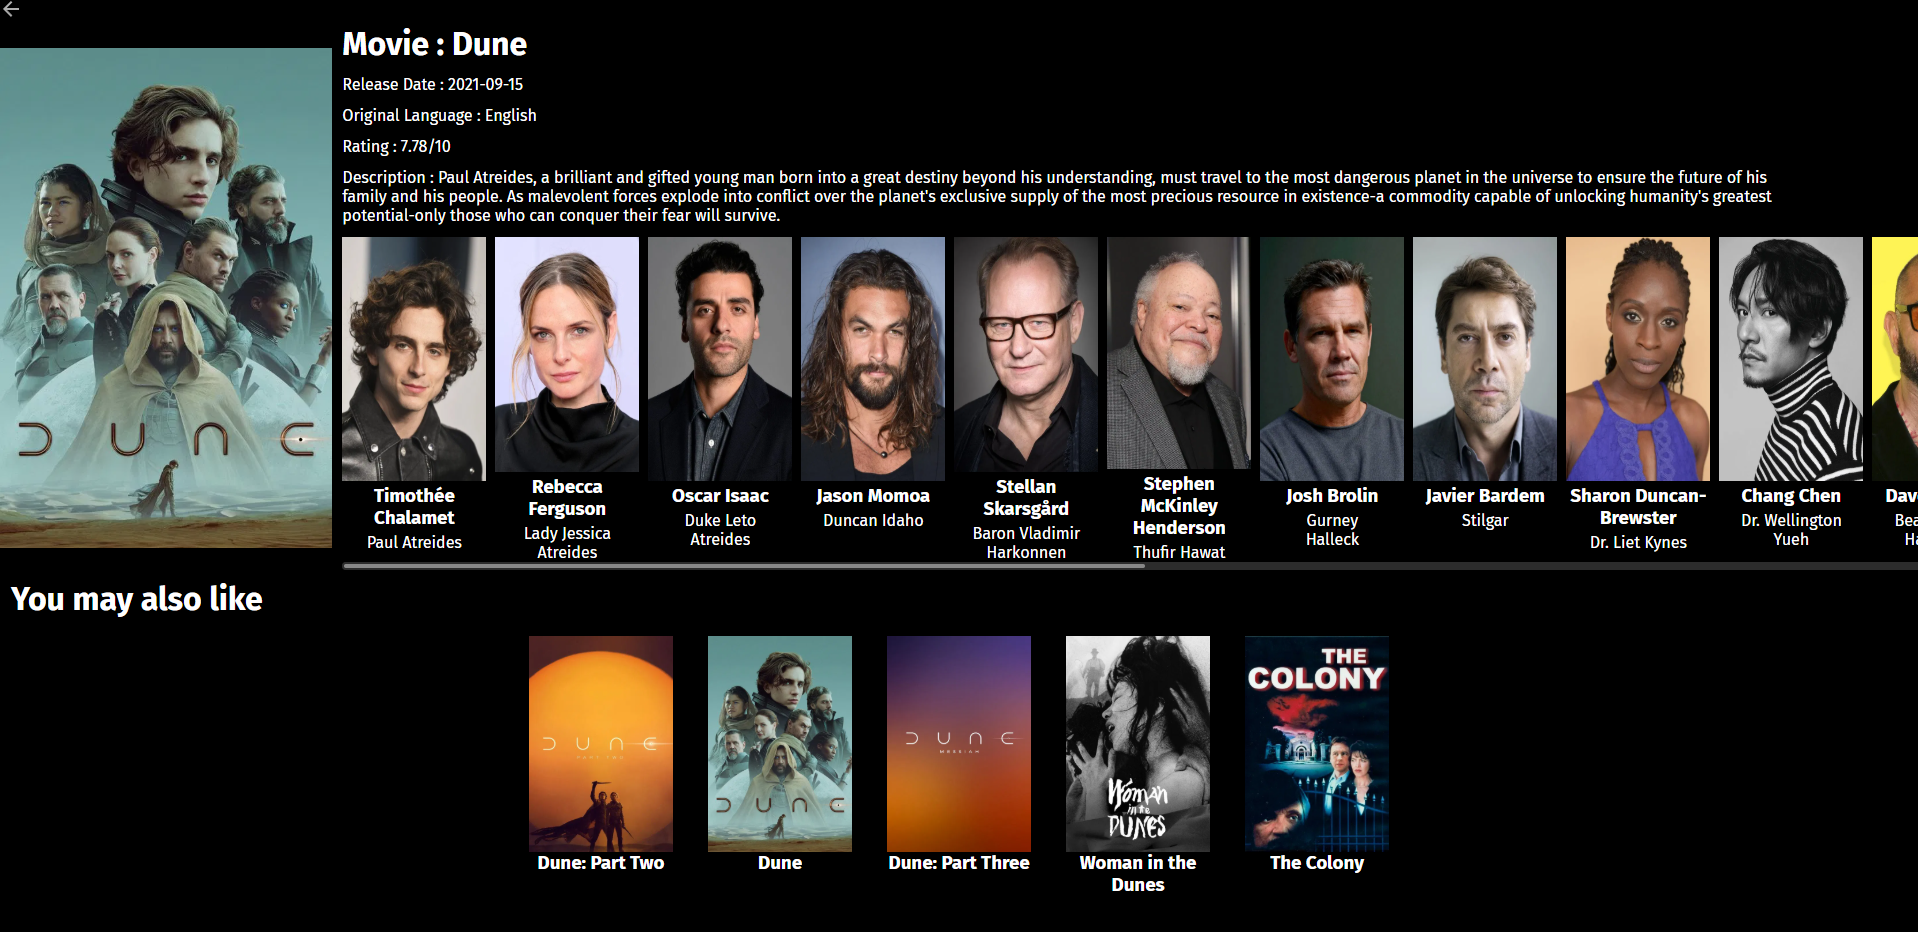 Movie : Dune
Release Date : 2021-09-15
Original Language : English
Rating : 7.78/10
Description : Paul Atreides, a brilliant and gifted young man born into a great destiny beyond his understanding, must travel to the most dangerous planet in the universe to ensure the future of his
family and his people. As malevolent forces explode into conflict over the planet's exclusive supply of the most precious resource in existence-a commodity capable of unlocking humanity's greatest
potential-only those who can conquer their fear will survive.
DUNE
Timothée
Chalamet
Paul Atreides
Rebecca
Ferguson
Lady Jessica
Atreides
Oscar Isaac
Duke Leto
Atreides
Jason Momoa
Duncan Idaho
Stellan
Skarsgård
Baron Vladimir
Harkonnen
Stephen
McKinley
Henderson
Thufir Hawat
Josh Brolin
Gurney
Halleck
Javier Bardem
Stilgar
Sharon Duncan-
Brewster
Dr. Liet Kynes
Chang Chen
Dr. Wellington
Yueh
You may also like
DUNE
PART TWO
Dune: Part Two
DUNE
Dune
DUNE
MESSIAH
Dune: Part Three
Woman
in the
DUNES
Woman in the
Dunes
THE
COLONY
The Colony